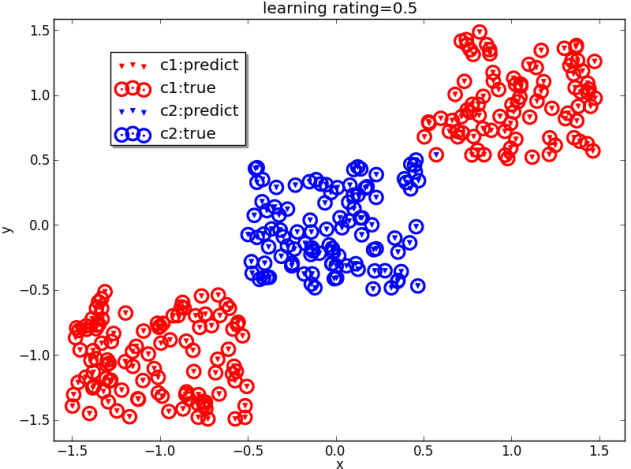 learning rating=0.5
c1:predict
c1:true
c2:predict
c2:true
1.5
1.0
0.5
0.0
−0.5
−1.0
−1.5
y
−1.5 −1.0 −0.5 0.0 0.5 1.0 1.5
x